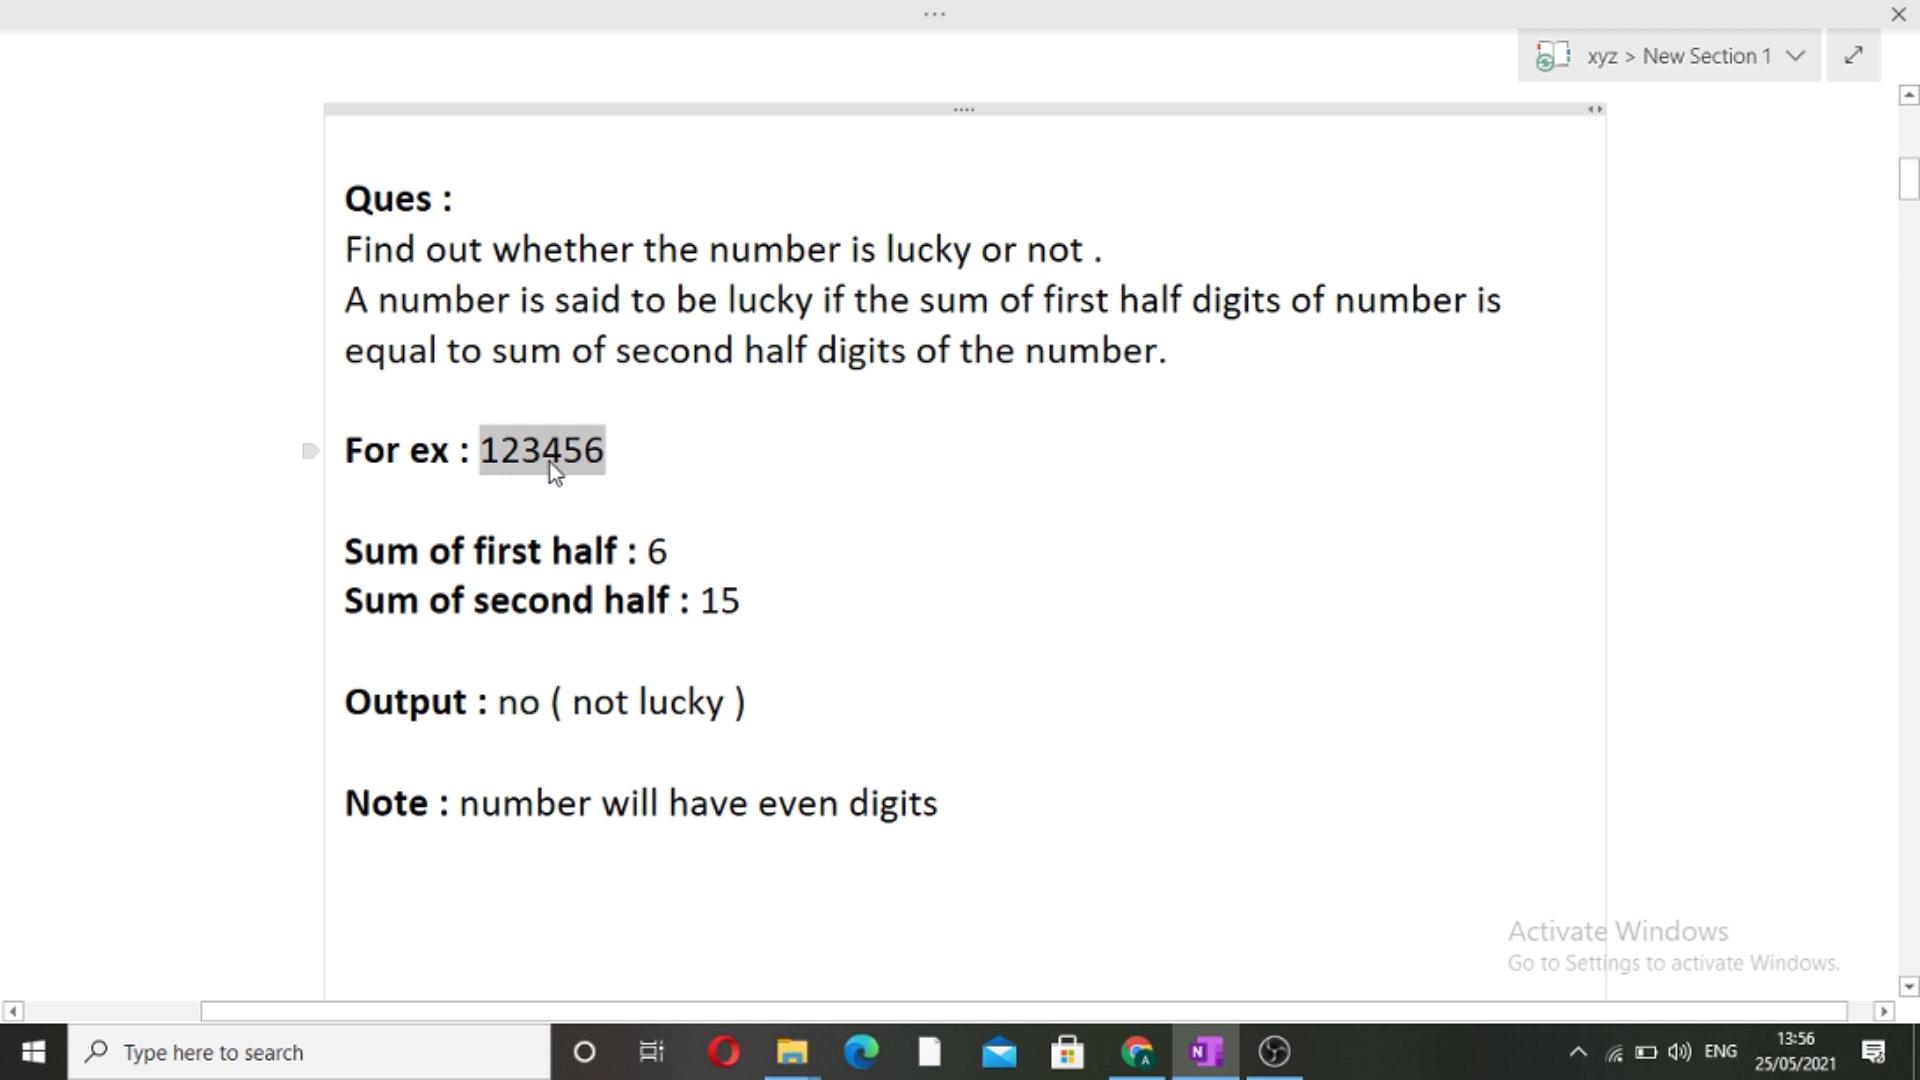 xyz > New Section 1
Ques :
Find out whether the number is lucky or not .
A number is said to be lucky if the sum of first half digits of number is
equal to sum of second half digits of the number.
For ex : 123456
Sum of first half : 6
Sum of second half : 15
Output : no ( not lucky )
Note : number will have even digits
Activate Windows
Go to Settings to activate Windows.
Type here to search
N
A
ENG
13:56
25/05/2021